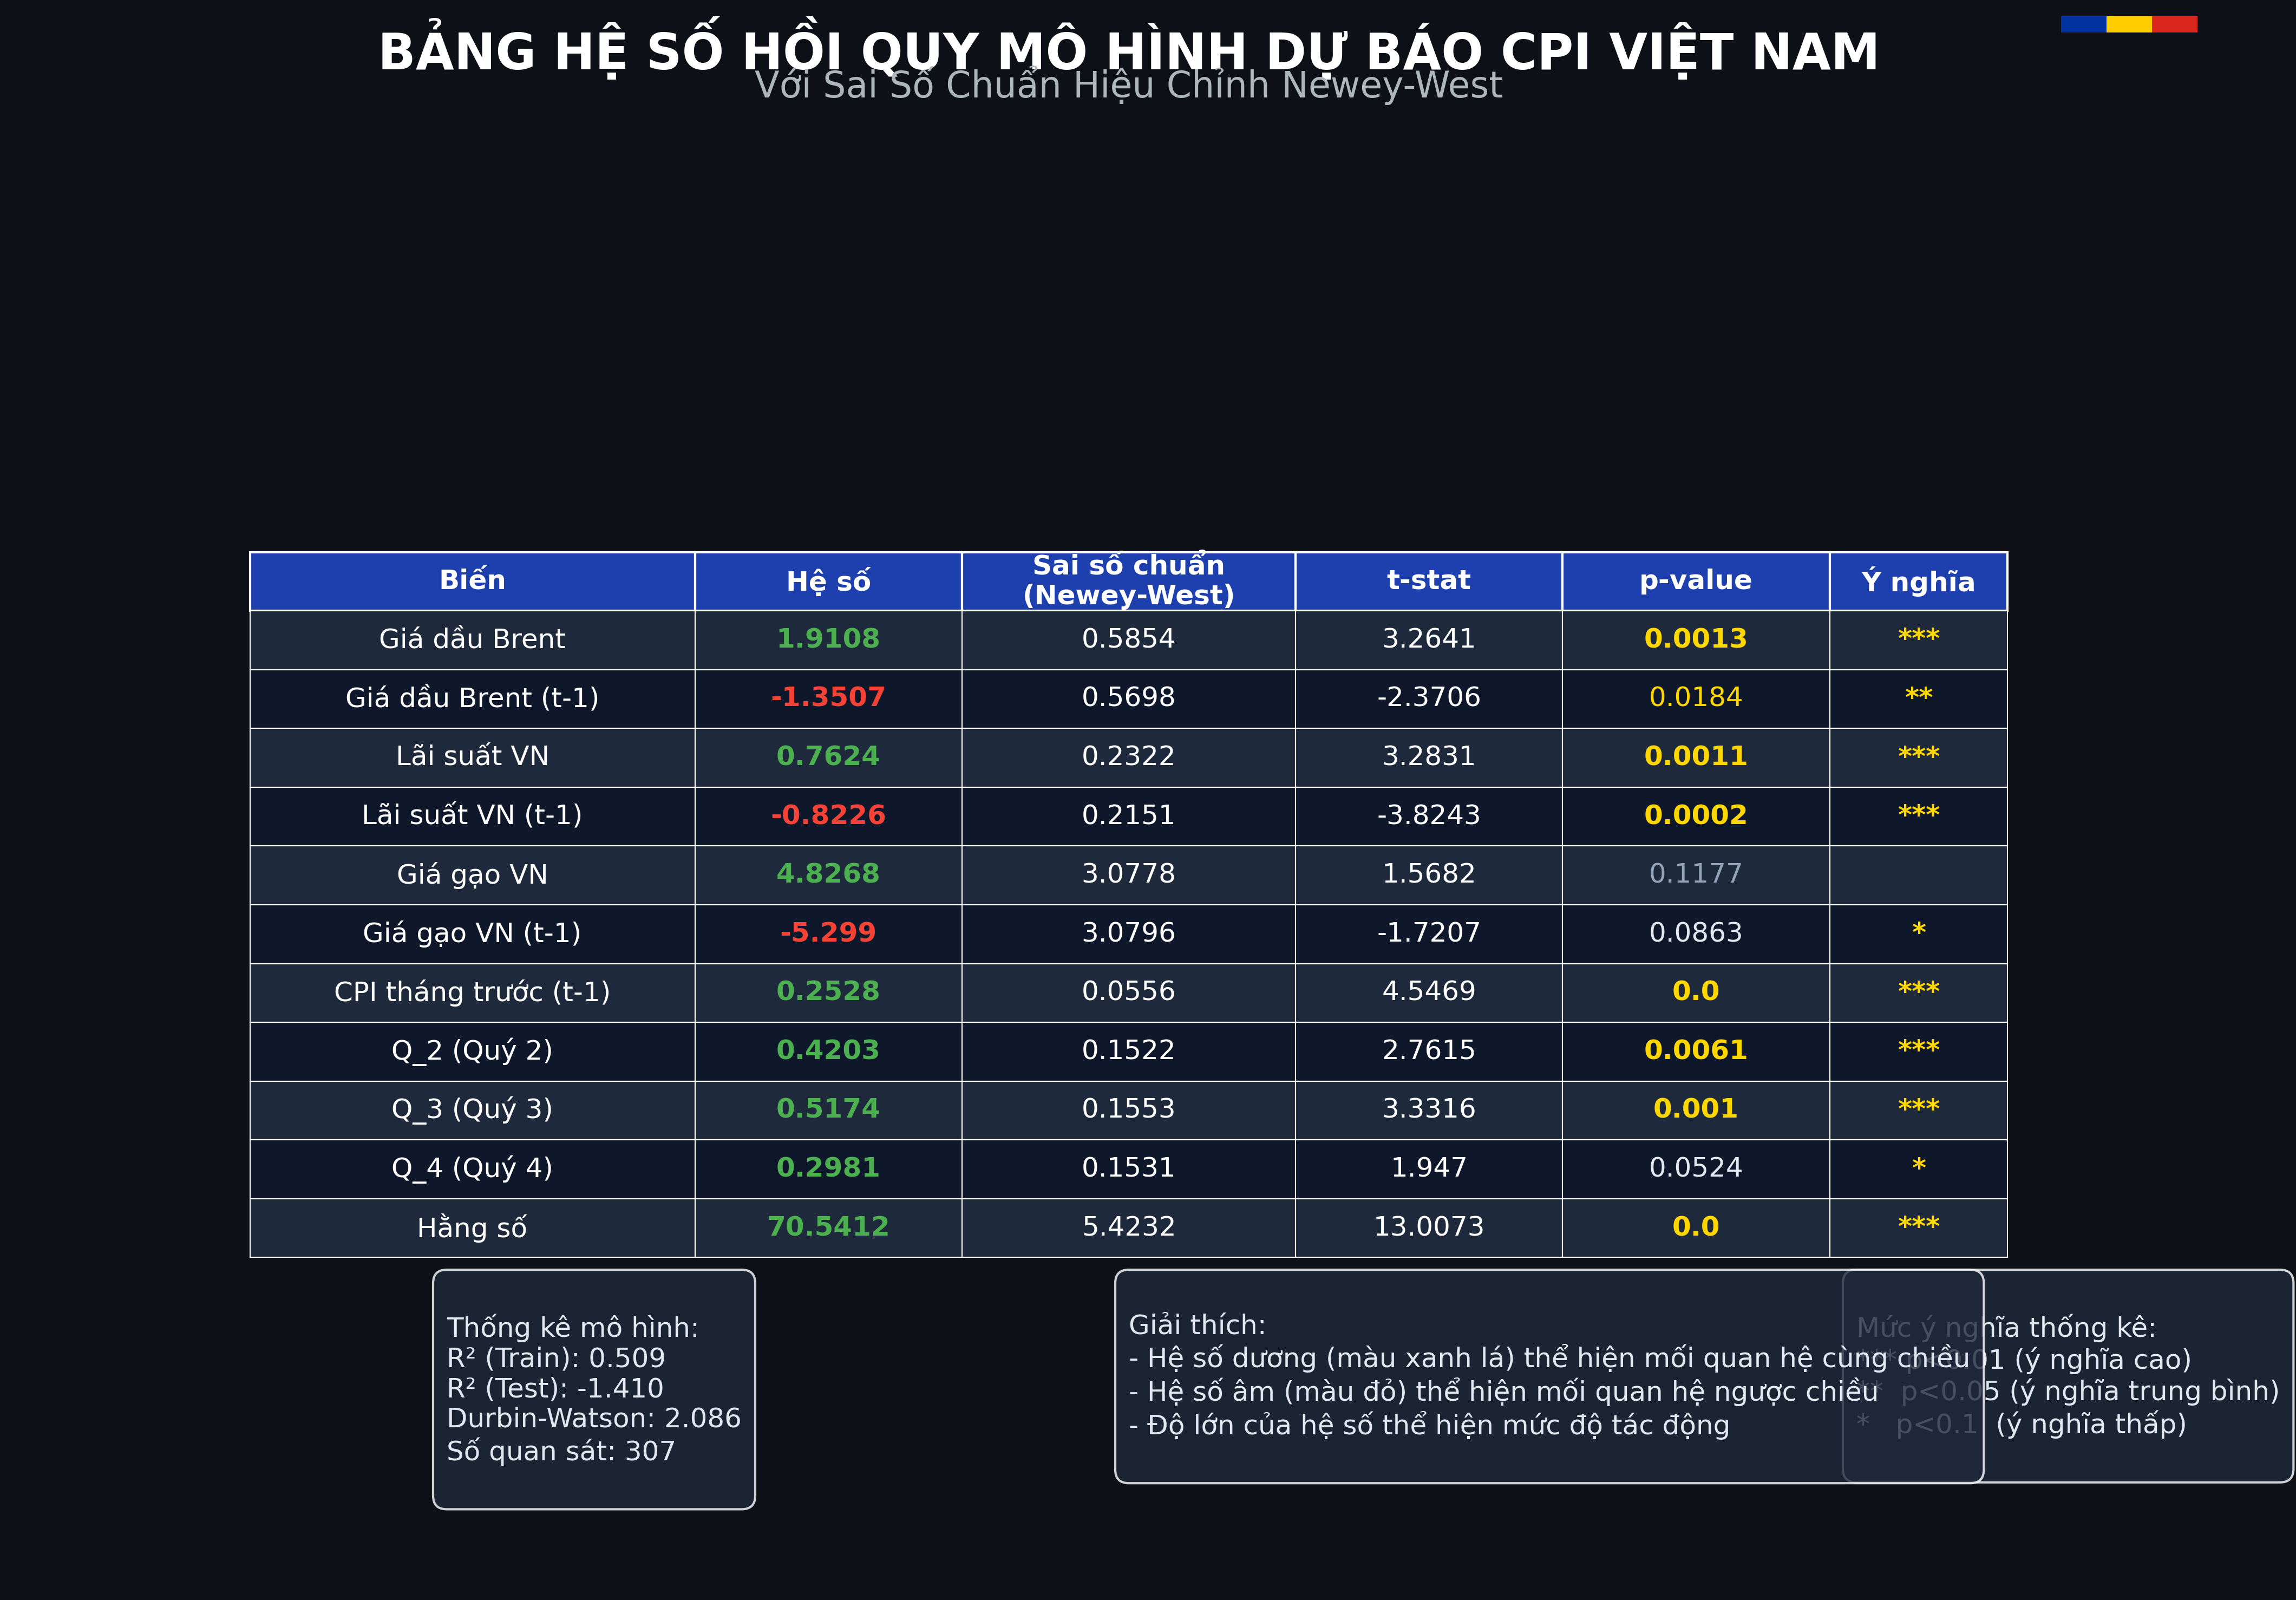 BẢNG HỆ SỐ HỒI QUY MÔ HÌNH DỰ BÁO CPI VIỆT NAM
Với Sai Số Chuẩn Hiệu Chỉnh Newey-West
Biến Hệ số Sai số chuẩn (Newey-West) t-stat p-value Ý nghĩa
Giá dầu Brent 1.9108 0.5854 3.2641 0.0013 ***
Giá dầu Brent (t-1) -1.3507 0.5698 -2.3706 0.0184 **
Lãi suất VN 0.7624 0.2322 3.2831 0.0011 ***
Lãi suất VN (t-1) -0.8226 0.2151 -3.8243 0.0002 ***
Giá gạo VN 4.8268 3.0778 1.5682 0.1177
Giá gạo VN (t-1) -5.299 3.0796 -1.7207 0.0863 *
CPI tháng trước (t-1) 0.2528 0.0556 4.5469 0.0 ***
Q_2 (Quý 2) 0.4203 0.1522 2.7615 0.0061 ***
Q_3 (Quý 3) 0.5174 0.1553 3.3316 0.001 ***
Q_4 (Quý 4) 0.2981 0.1531 1.947 0.0524 *
Hằng số 70.5412 5.4232 13.0073 0.0 ***
Thống kê mô hình:
R² (Train): 0.509
R² (Test): -1.410
Durbin-Watson: 2.086
Số quan sát: 307
Giải thích:
- Hệ số dương (màu xanh lá) thể hiện mối quan hệ cùng chiều
- Hệ số âm (màu đỏ) thể hiện mối quan hệ ngược chiều
- Độ lớn của hệ số thể hiện mức độ tác động
Mức ý nghĩa thống kê:
*** p<0.01 (ý nghĩa cao)
** p<0.05 (ý nghĩa trung bình)
* p<0.1 (ý nghĩa thấp)